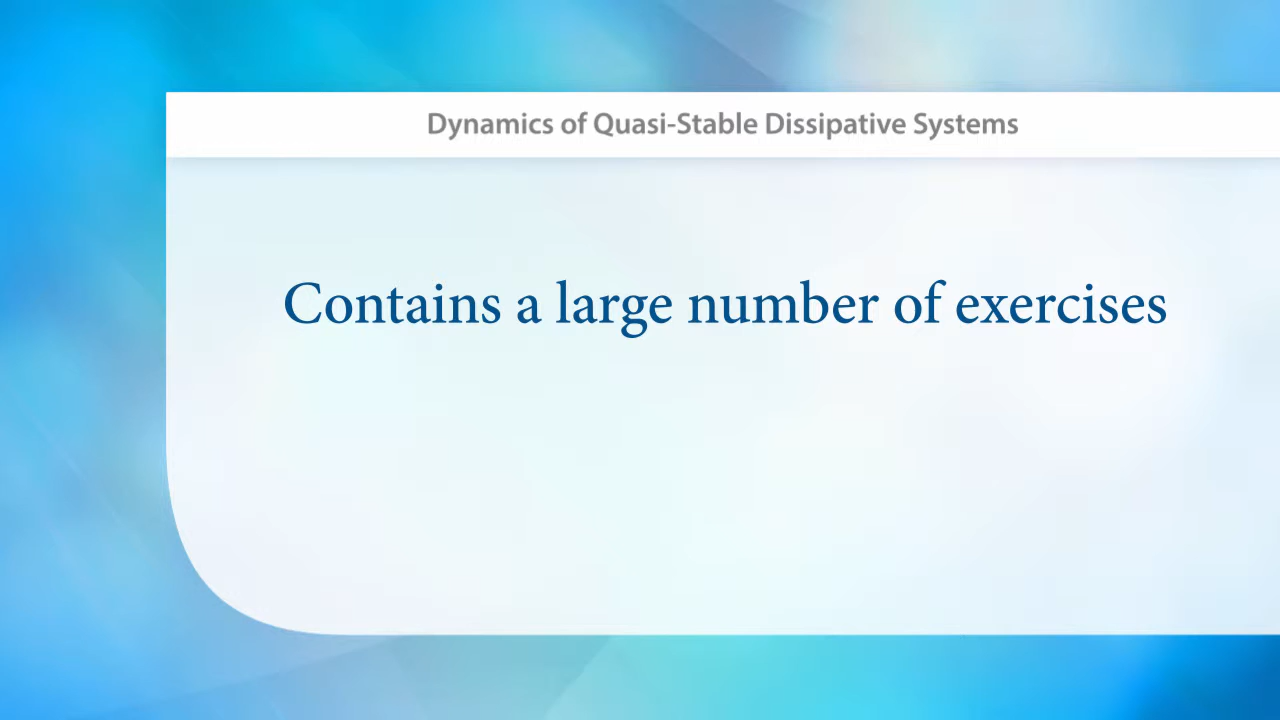 Dynamics of Quasi-Stable Dissipative Systems
Contains a large number of exercises